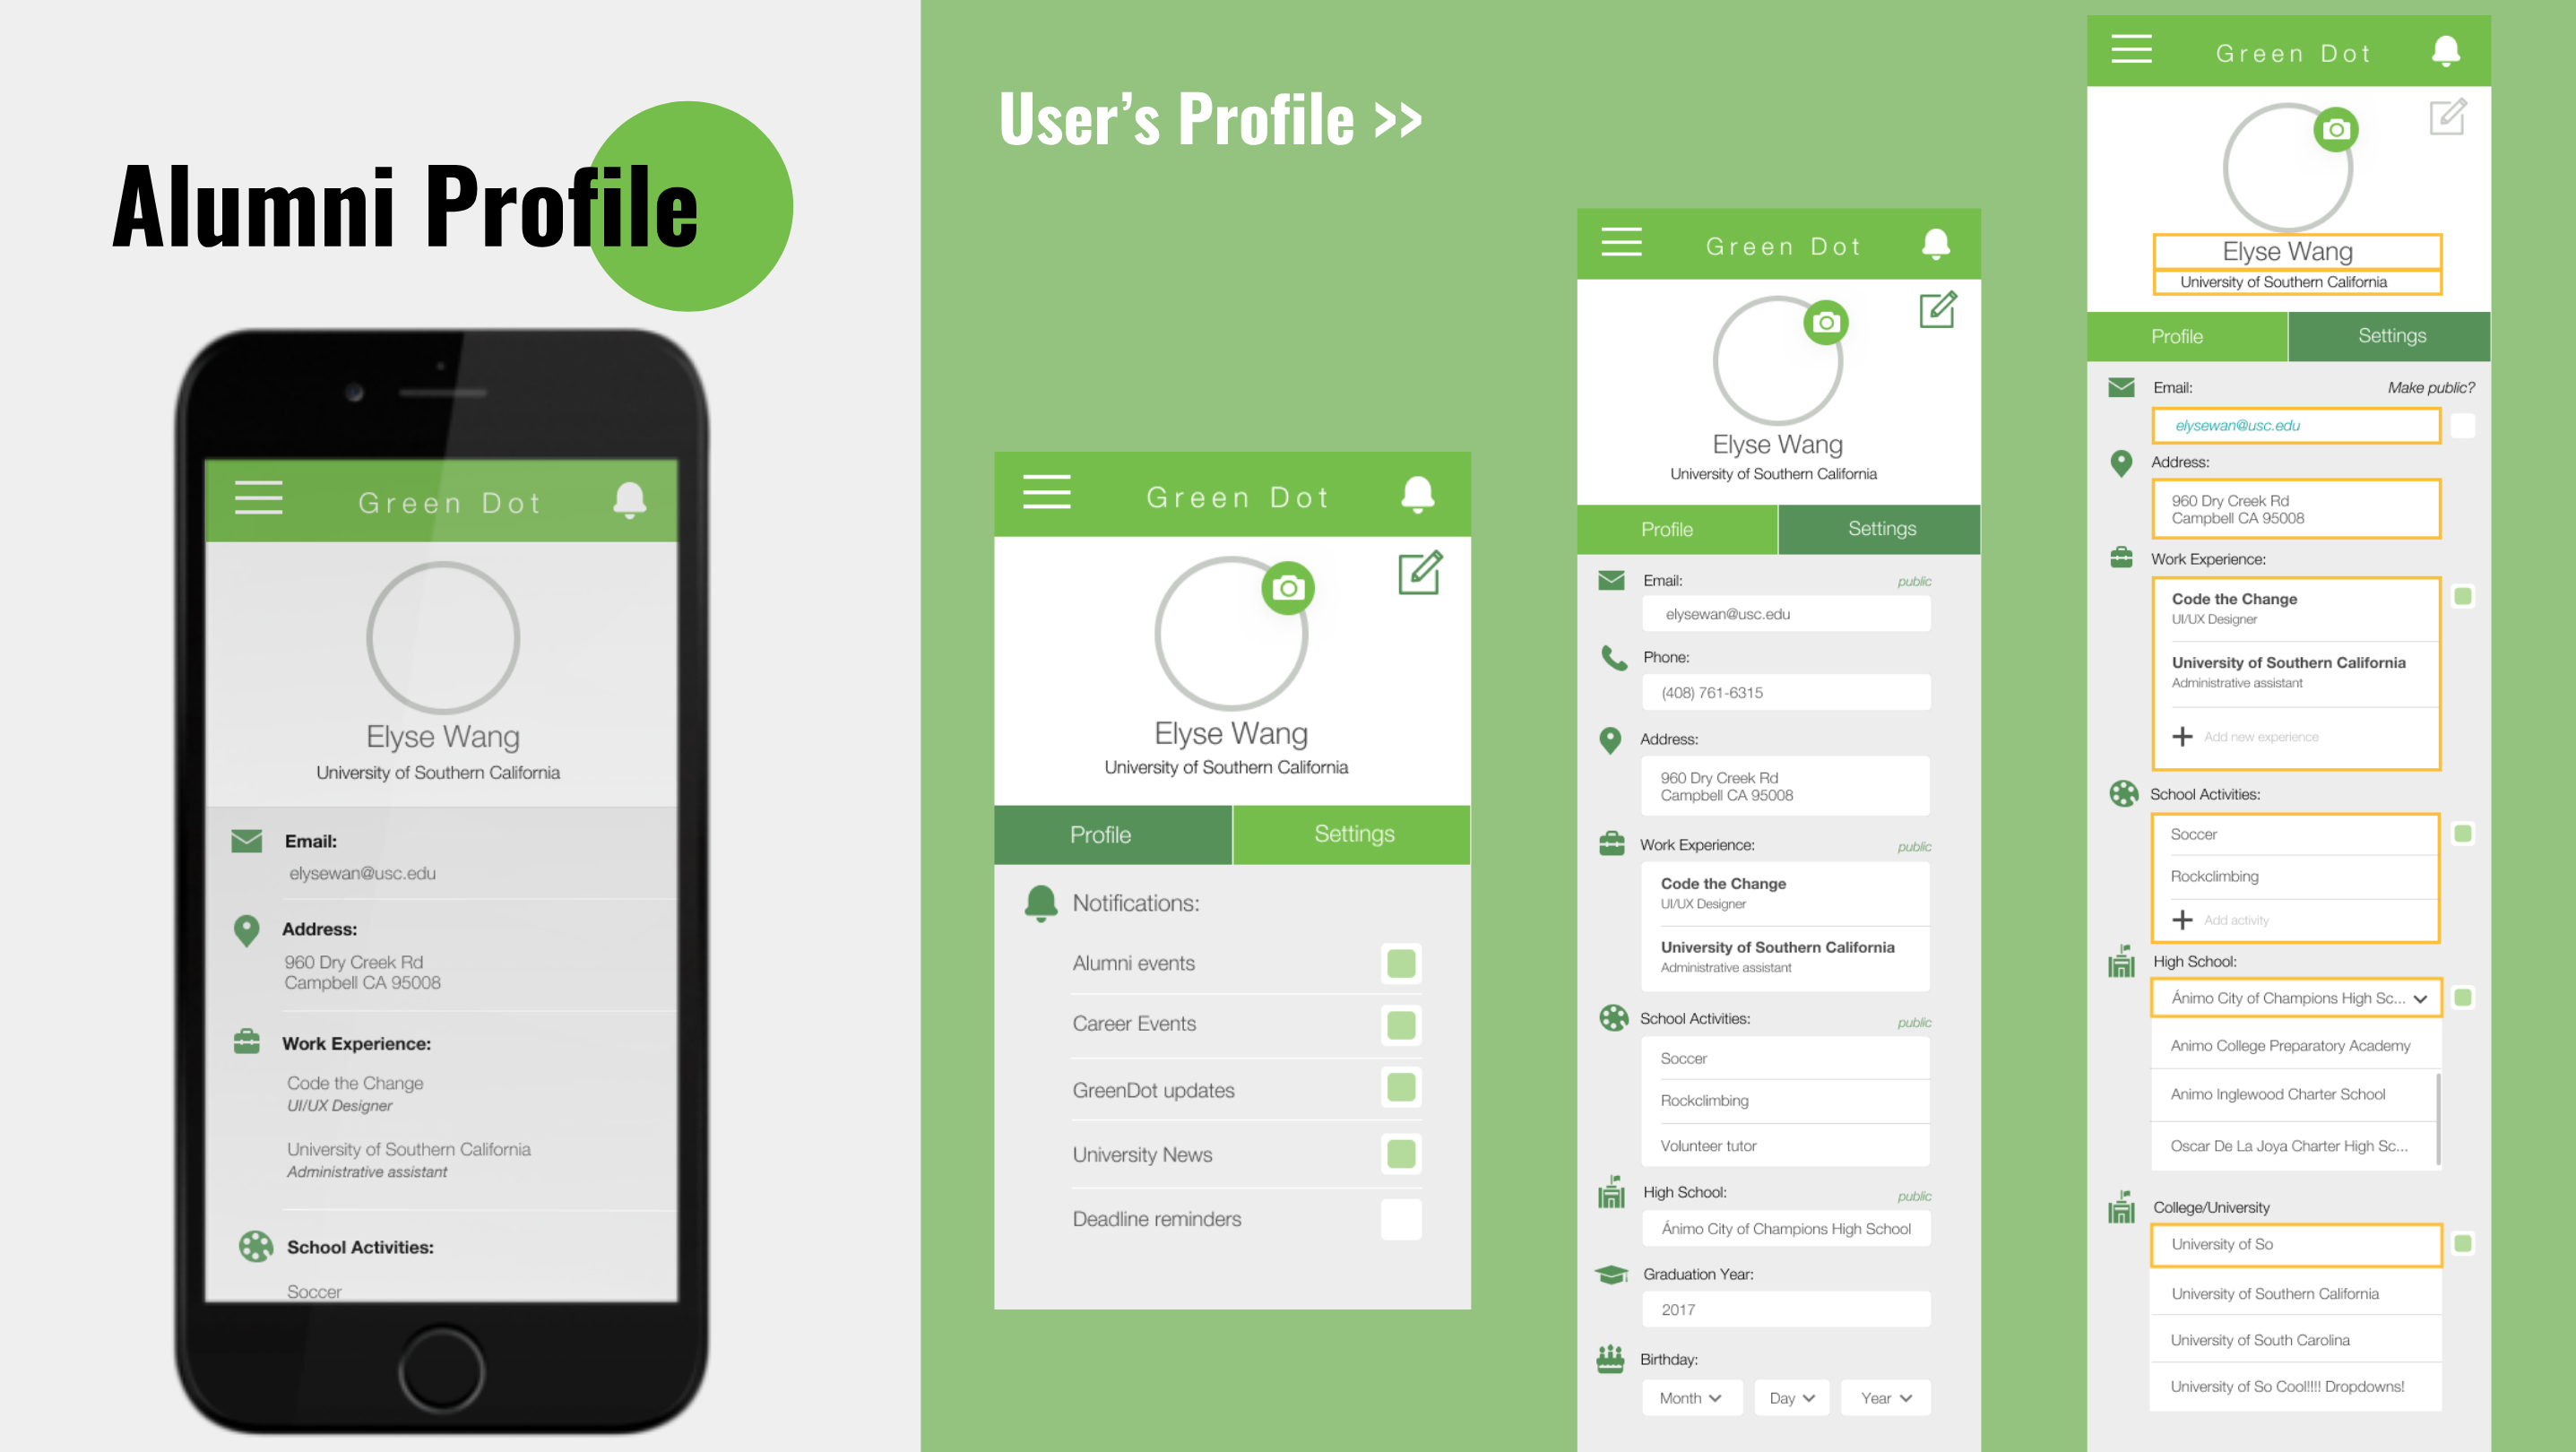 Alumni Profile
Green Dot
Elyse Wang
University of Southern California
Email:
elysewan@usc.edu
Address:
960 Dry Creek Rd
Campbell CA 95008
Work Experience:
Code the Change
UI/UX Designer
University of Southern California
Administrative assistant
School Activities:
Soccer
User’s Profile >>
Green Dot
Elyse Wang
University of Southern California
Profile Settings
Notifications:
Alumni events
Career Events
GreenDot updates
University News
Deadline reminders
Green Dot
Elyse Wang
University of Southern California
Profile Settings
Email: public
elysewan@usc.edu
Phone:
(408) 761-6315
Address:
960 Dry Creek Rd
Campbell CA 95008
Work Experience: public
Code the Change
UI/UX Designer
University of Southern California
Administrative assistant
School Activities: public
Soccer
Rockclimbing
Volunteer tutor
High School: public
Ánimo City of Champions High School
Graduation Year:
2017
Birthday:
Month Day Year
Green Dot
Elyse Wang
University of Southern California
Profile Settings
Email: Make public?
elysewan@usc.edu
Address:
960 Dry Creek Rd
Campbell CA 95008
Work Experience:
Code the Change
UI/UX Designer
University of Southern California
Administrative assistant
Add new experience
School Activities:
Soccer
Rockclimbing
Add activity
High School:
Ánimo City of Champions High Sc...
Animo College Preparatory Academy
Animo Inglewood Charter School
Oscar De La Joya Charter High Sc...
College/University
University of So
University of Southern California
University of South Carolina
University of So Cool!!!! Dropdowns!